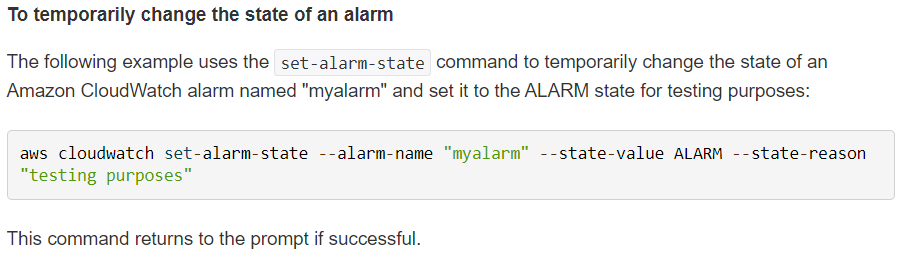 To temporarily change the state of an alarm
The following example uses the set-alarm-state command to temporarily change the state of an
Amazon CloudWatch alarm named "myalarm" and set it to the ALARM state for testing purposes:
aws cloudwatch set-alarm-state --alarm-name "myalarm" --state-value ALARM --state-reason
"testing purposes"
This command returns to the prompt if successful.